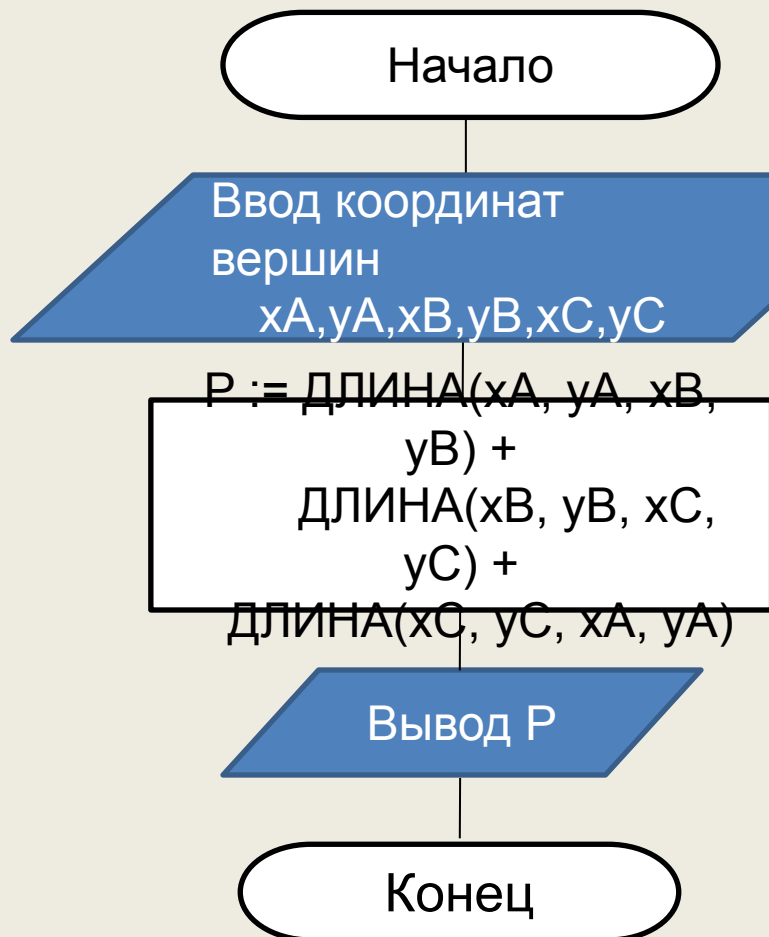 Начало
Ввод координат
вершин
xA,yA,xB,yB,xC,yC
P := ДЛИНА(xA, yA, xB,
yB) +
ДЛИНА(xB, yB, xC,
yC) +
ДЛИНА(xC, yC, xA, yA)
Вывод P
Конец